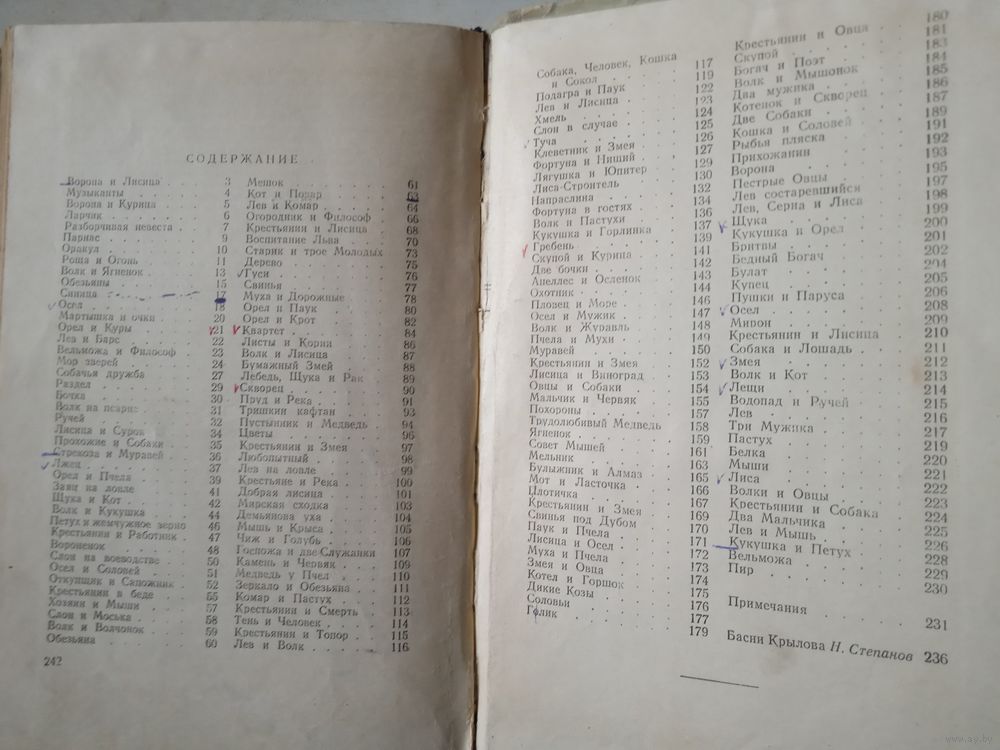 СОДЕРЖАНИЕ
Ворона и Лисица . . . 3
Музыканты . . . 4
Ворона и Курица . . . 5
Ларчик . . . 6
Разборчивая невеста . . . 7
Парнас . . . 9
Оракул . . . 10
Роща и Огонь . . . 11
Волк и Ягненок . . . 13
Обезьяны . . . 15
Синица . . . 17
Осел . . . 18
Мартышка и очки . . . 20
Орел и Куры . . . 21
Лев и Барс . . . 22
Вельможа и Философ . . . 23
Мор зверей . . . 24
Собачья дружба . . . 27
Раздел . . . 29
Бочка . . . 30
Волк на псарне . . . 31
Ручей . . . 32
Лисица и Сурок . . . 34
Прохожие и Собаки . . . 35
Стрекоза и Муравей . . . 36
Лжец . . . 37
Орел и Пчела . . . 39
Заяц на ловле . . . 41
Щука и Кот . . . 42
Волк и Кукушка . . . 44
Петух и жемчужное зерно 46
Крестьянин и Работник . 47
Вороненок . . . 48
Слон на воеводстве . . . 50
Осел и Соловей . . . 51
Откупщик и Сапожник . 52
Крестьянин в беде . . . 55
Хозяин и Мыши . . . 57
Слон и Моська . . . 58
Волк и Волчонок . . . 59
Обезьяна . . . 60
242
Мешок . . . 61
Кот и Повар . . . 63
Лев и Комар . . . 64
Огородник и Философ . 66
Крестьянин и Лисица . 68
Воспитание Льва . . . 70
Старик и трое Молодых . 73
Дерево . . . 75
Гуси . . . 76
Свинья . . . 77
Муха и Дорожные . . . 78
Орел и Паук . . . 80
Орел и Крот . . . 82
Квартет . . . 84
Листы и Корни . . . 86
Волк и Лисица . . . 87
Бумажный Змей . . . 88
Лебедь, Щука и Рак . . 89
Скворец . . . 90
Пруд и Река . . . 91
Тришкин кафтан . . . 93
Пустынник и Медведь . 94
Цветы . . . 96
Крестьянин и Змея . . . 97
Любопытный . . . 98
Лев на ловле . . . 99
Крестьяне и Река . . . 100
Добрая лисица . . . 101
Мирская сходка . . . 103
Демьянова уха . . . 104
Мышь и Крыса . . . 105
Чиж и Голубь . . . 106
Госпожа и две Служанки 107
Камень и Червяк . . . 109
Медведь у Пчел . . . 110
Зеркало и Обезьяна . . 111
Комар и Пастух . . . 112
Крестьянин и Смерть . . 113
Тень и Человек . . . 114
Крестьянин и Топор . . 115
Лев и Волк . . . 116
Собака, Человек, Кошка
и Сокол . . . 117
Подагра и Паук . . . 119
Лев и Лисица . . . 122
Хмель . . . 123
Слон в случае . . . 124
Туча . . . 125
Клеветник и Змея . . . 126
Фортуна и Нищий . . . 127
Лягушка и Юпитер . . . 129
Лиса-Строитель . . . 130
Напраслина . . . 132
Фортуна в гостях . . . 134
Волк и Пастухи . . . 136
Кукушка и Горлинка . . 137
Гребень . . . 139
Скупой и Курица . . . 141
Две бочки . . . 142
Апеллес и Осленок . . . 143
Охотник . . . 144
Пловец и Море . . . 146
Осел и Мужик . . . 147
Волк и Журавль . . . 148
Пчела и Мухи . . . 149
Муравей . . . 150
Крестьянин и Змея . . . 152
Лисица и Виноград . . . 153
Овцы и Собаки . . . 154
Мальчик и Червяк . . . 155
Похороны . . . 157
Трудолюбивый Медведь . 158
Ягненок . . . 159
Совет Мышей . . . 161
Мельник . . . 163
Булыжник и Алмаз . . . 165
Мот и Ласточка . . . 166
Плотичка . . . 167
Крестьянин и Змея . . . 169
Свинья под Дубом . . . 170
Паук и Пчела . . . 171
Лисица и Осел . . . 172
Муха и Пчела . . . 173
Змея и Овца . . . 174
Котел и Горшок . . . 175
Дикие Козы . . . 176
Соловьи . . . 177
Голик . . . 179
180
Крестьянин и Овца . . . 181
Скупой . . . 183
Богач и Поэт . . . 184
Волк и Мышонок . . . 185
Два мужика . . . 186
Котенок и Скворец . . . 187
Две Собаки . . . 189
Кошка и Соловей . . . 191
Рыбья пляска . . . 192
Прихожанин . . . 193
Ворона . . . 195
Пестрые Овцы . . . 197
Лев состаревшийся . . . 198
Лев, Серна и Лиса . . . 199
Щука . . . 200
Кукушка и Орел . . . 201
Бритвы . . . 202
Бедный Богач . . . 204
Булат . . . 205
Купец . . . 206
Пушки и Паруса . . . 208
Осел . . . 209
Мирон . . . 210
Крестьянин и Лисица . . 211
Собака и Лошадь . . . 212
Змея . . . 213
Волк и Кот . . . 214
Лещи . . . 215
Водопад и Ручей . . . 216
Лев . . . 217
Три Мужика . . . 219
Пастух . . . 220
Белка . . . 221
Мыши . . . 222
Лиса . . . 223
Волки и Овцы . . . 224
Крестьянин и Собака . . 225
Два Мальчика . . . 226
Лев и Мышь . . . 228
Кукушка и Петух . . . 229
Вельможа . . . 230
Пир . . .
Примечания . . . 231
Басни Крылова Н. Степанов 236
www.ay.by